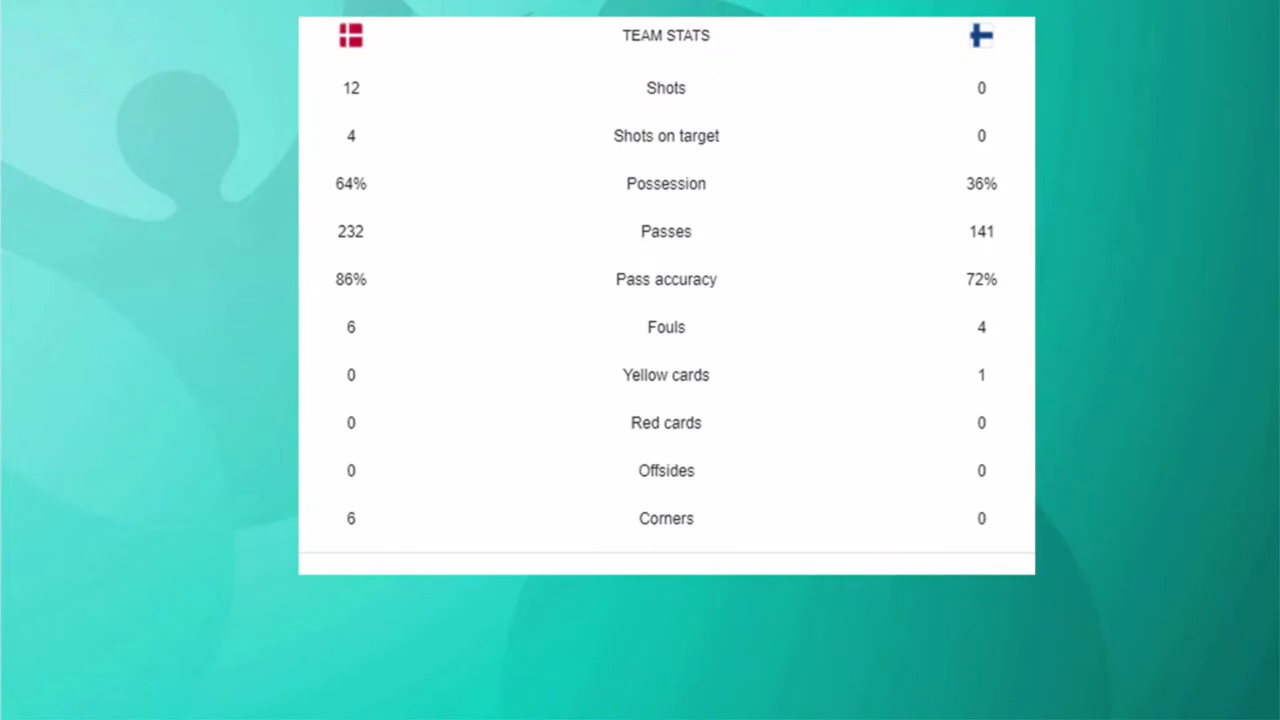 TEAM STATS
12 Shots 0
4 Shots on target 0
64% Possession 36%
232 Passes 141
86% Pass accuracy 72%
6 Fouls 4
0 Yellow cards 1
0 Red cards 0
0 Offsides 0
6 Corners 0